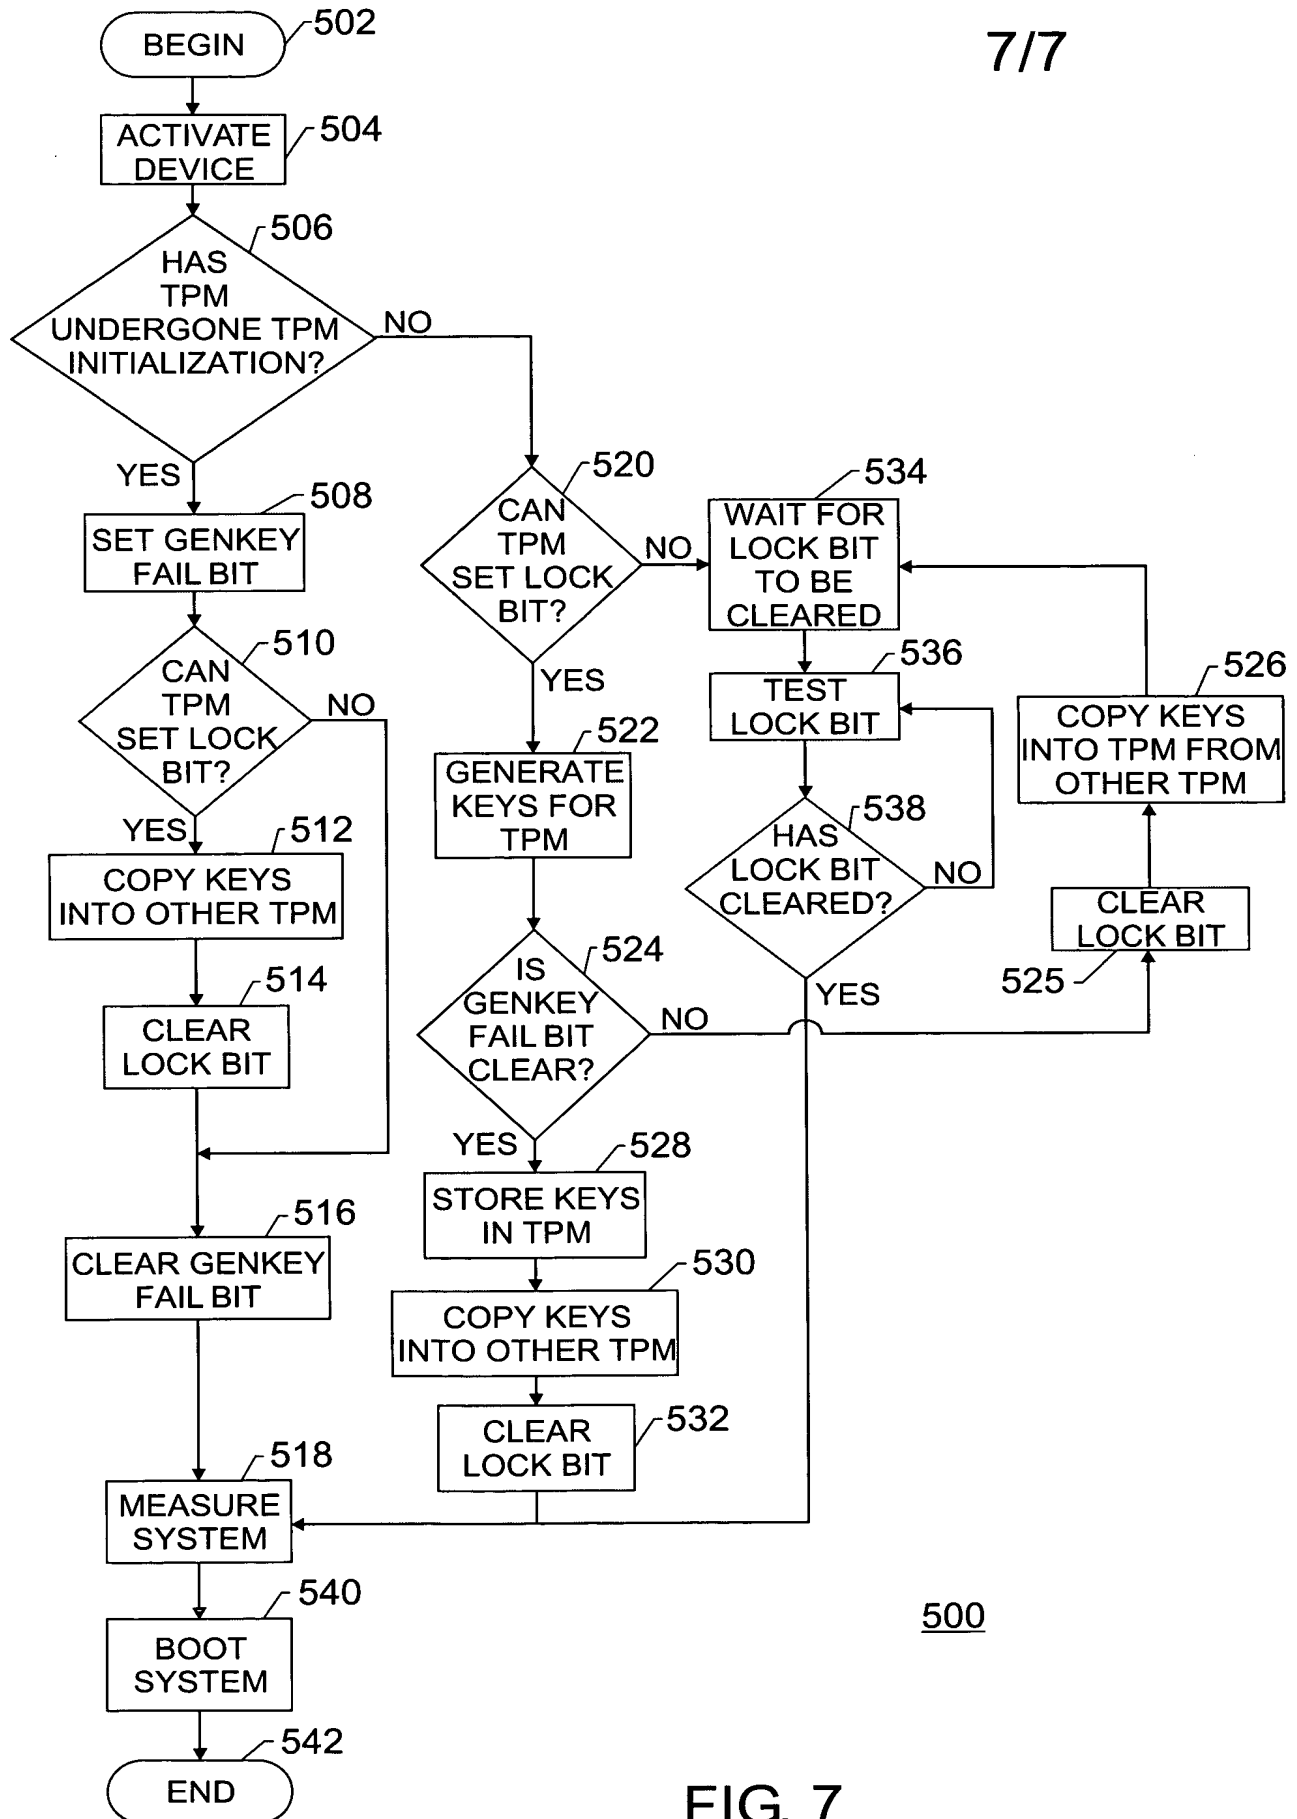 7/7
BEGIN
502
ACTIVATE
DEVICE
504
HAS
TPM
UNDERGONE TPM
INITIALIZATION?
506
NO
YES
SET GENKEY
FAIL BIT
508
CAN
TPM
SET LOCK
BIT?
510
NO
YES
COPY KEYS
INTO OTHER TPM
512
CLEAR
LOCK BIT
514
CLEAR GENKEY
FAIL BIT
516
MEASURE
SYSTEM
518
BOOT
SYSTEM
540
END
542
CAN
TPM
SET LOCK
BIT?
520
NO
YES
GENERATE
KEYS FOR
TPM
522
IS
GENKEY
FAIL BIT
CLEAR?
524
NO
YES
STORE KEYS
IN TPM
528
COPY KEYS
INTO OTHER TPM
530
CLEAR
LOCK BIT
532
WAIT FOR
LOCK BIT
TO BE
CLEARED
534
TEST
LOCK BIT
536
HAS
LOCK BIT
CLEARED?
538
NO
YES
COPY KEYS
INTO TPM FROM
OTHER TPM
526
CLEAR
LOCK BIT
525
500
FIG. 7